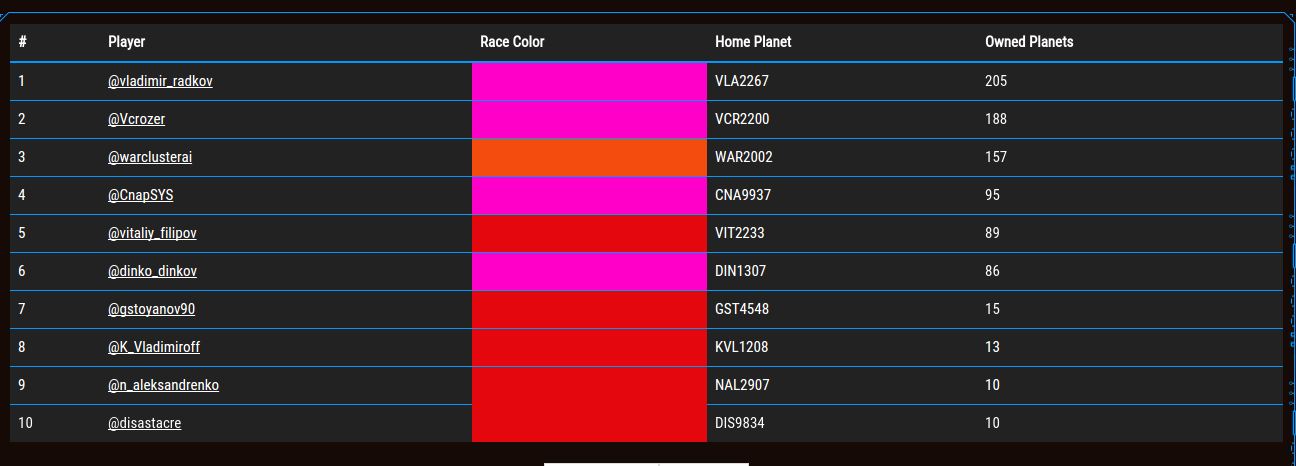 # Player Race Color Home Planet Owned Planets
1 @vladimir_radkov VLA2267 205
2 @Vcrozer VCR2200 188
3 @warclusterai WAR2002 157
4 @CnapSYS CNA9937 95
5 @vitaliy_filipov VIT2233 89
6 @dinko_dinkov DIN1307 86
7 @gstoyanov90 GST4548 15
8 @K_Vladimiroff KVL1208 13
9 @n_aleksandrenko NAL2907 10
10 @disastacre DIS9834 10